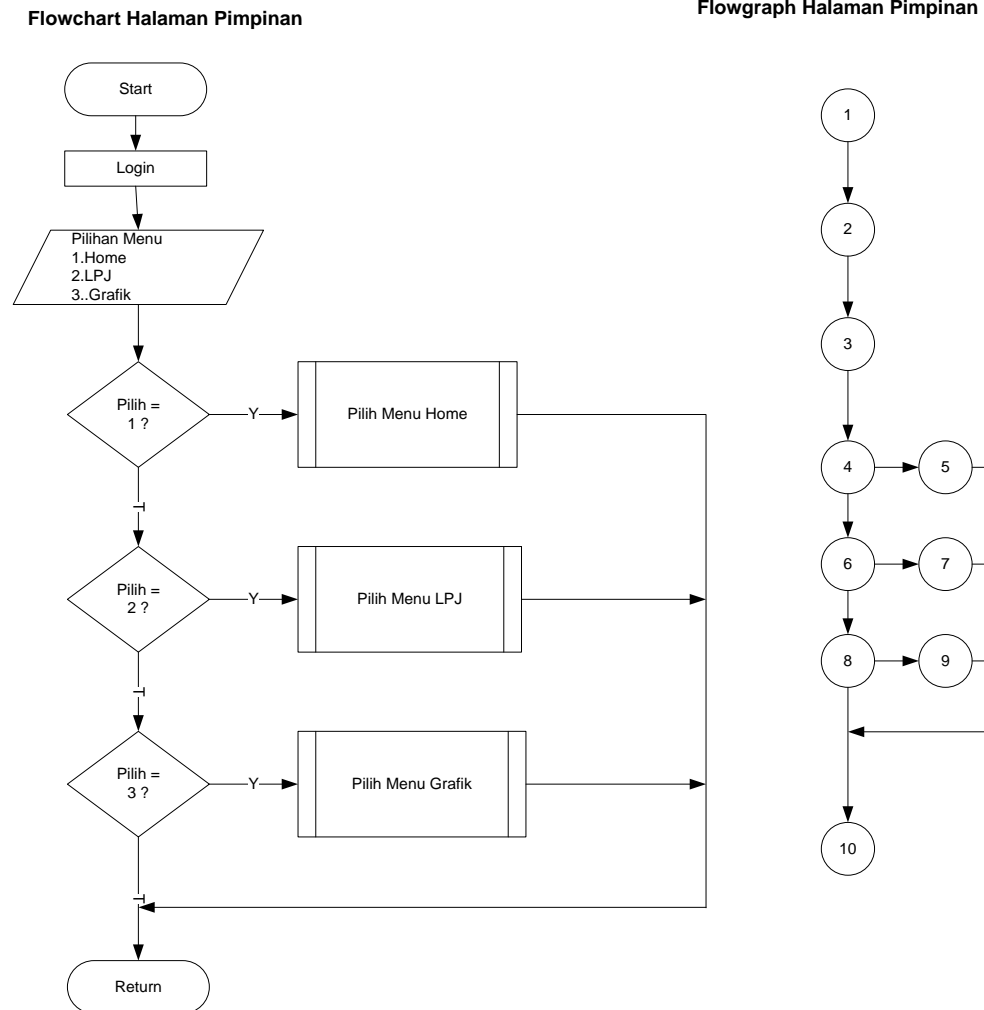 Flowchart Halaman Pimpinan
Start
Login
Pilihan Menu
1.Home
2.LPJ
3..Grafik
Pilih =
1 ?
Y
Pilih Menu Home
T
Pilih =
2 ?
Y
Pilih Menu LPJ
T
Pilih =
3 ?
Y
Pilih Menu Grafik
T
Return
Flowgraph Halaman Pimpinan
1
2
3
4
5
6
7
8
9
10